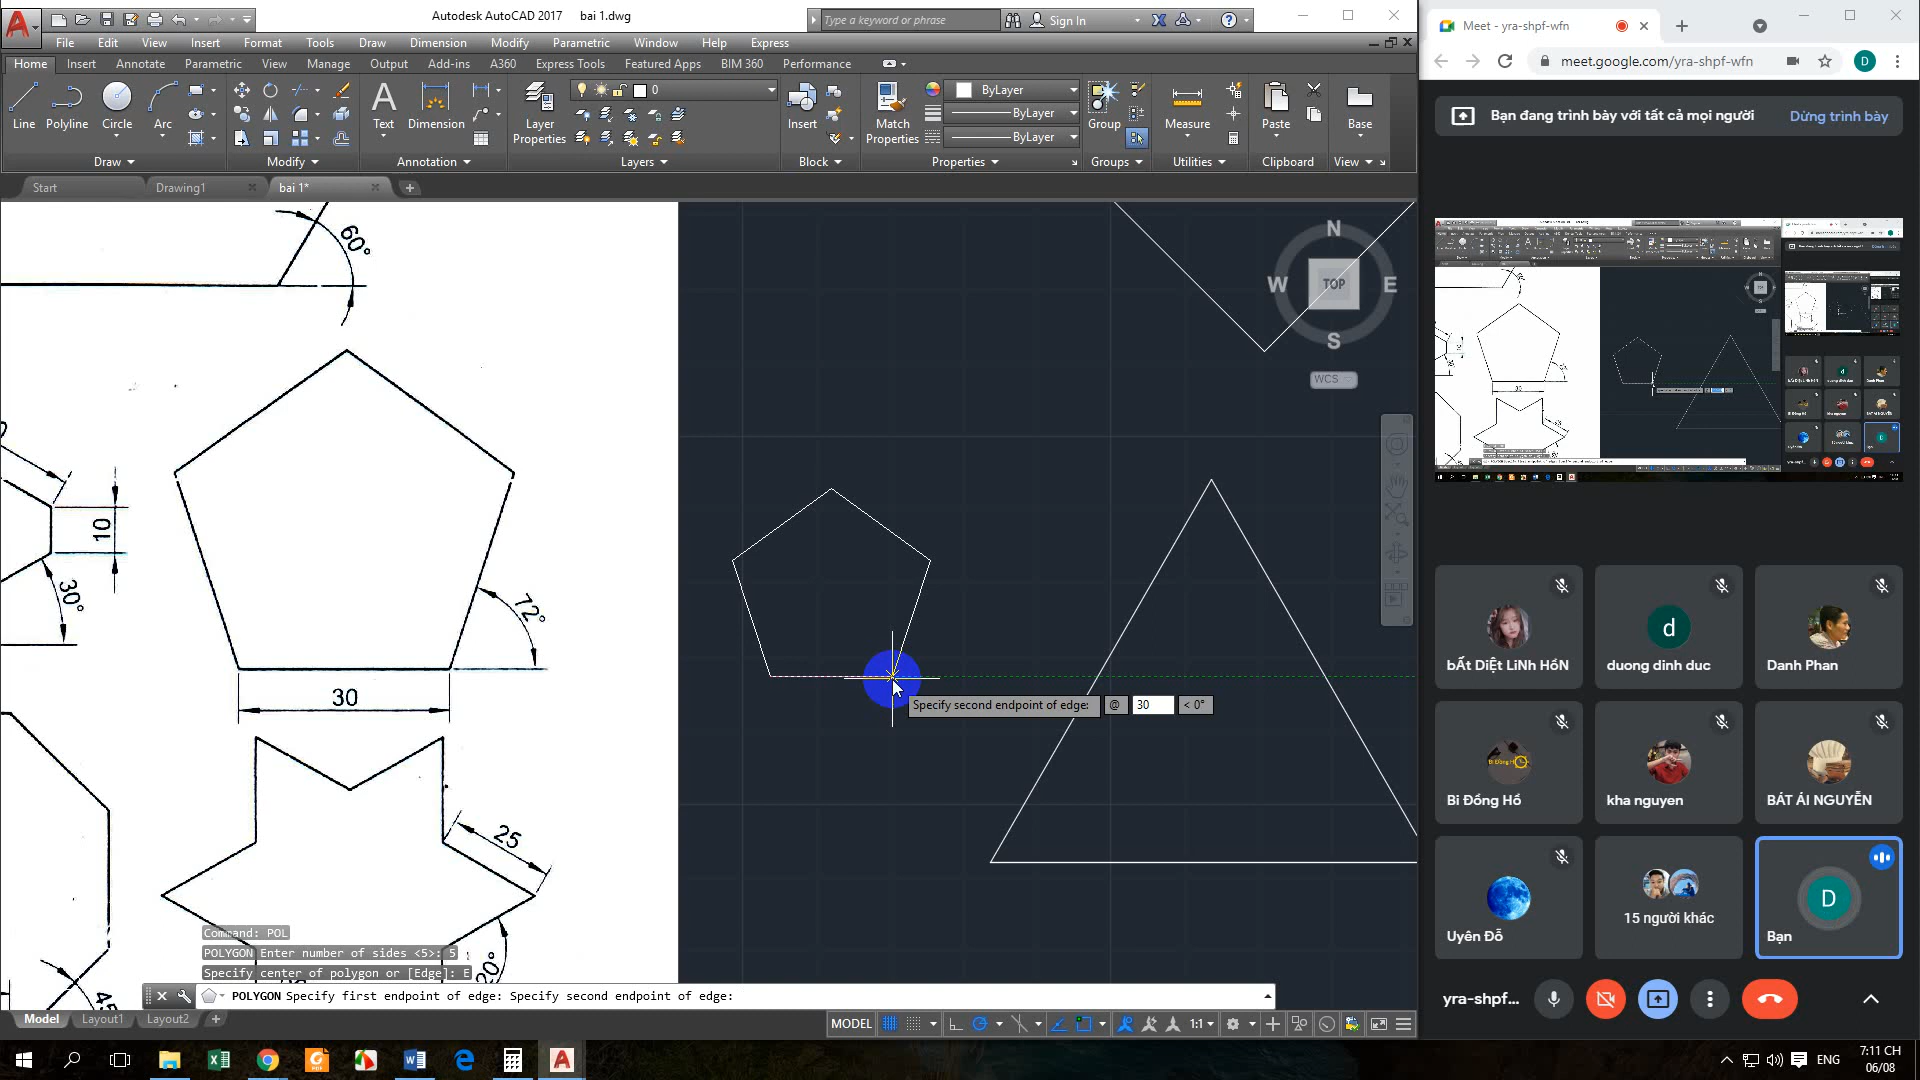 Autodesk AutoCAD 2017 bai 1.dwg
Type a keyword or phrase
Sign In
File Edit View Insert Format Tools Draw Dimension Modify Parametric Window Help Express
Home Insert Annotate Parametric View Manage Output Add-ins A360 Express Tools Featured Apps BIM 360 Performance
Line Polyline Circle Arc
Text Dimension
Layer Properties
0
Insert
Match Properties
ByLayer
ByLayer
ByLayer
Group
Measure
Paste
Base
Draw Modify Annotation Layers Block Properties Groups Utilities Clipboard View
Start Drawing1 bai 1*
60°
10
30°
72°
30
25
20°
45
N
W TOP E
S
WCS
Specify second endpoint of edge: @ 30 < 0°
Command: POL
POLYGON Enter number of sides <5>: 5
Specify center of polygon or [Edge]: E
POLYGON Specify first endpoint of edge: Specify second endpoint of edge:
Model Layout1 Layout2
MODEL 1:1
Meet - yra-shpf-wfn
meet.google.com/yra-shpf-wfn
D
Bạn đang trình bày với tất cả mọi người Dừng trình bày
bẤt DiỆt LiNh HồN
d
duong dinh duc
Danh Phan
Bi Đồng Hồ
kha nguyen
BÁT ÁI NGUYỄN
Uyên Đỗ
15 người khác
D
Bạn
yra-shpf...
ENG
7:11 CH
06/08